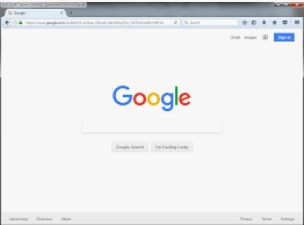 Google
Search
Gmail Images
Sign in
Google
Google Search I'm Feeling Lucky
Advertising Business About
Privacy Terms Settings